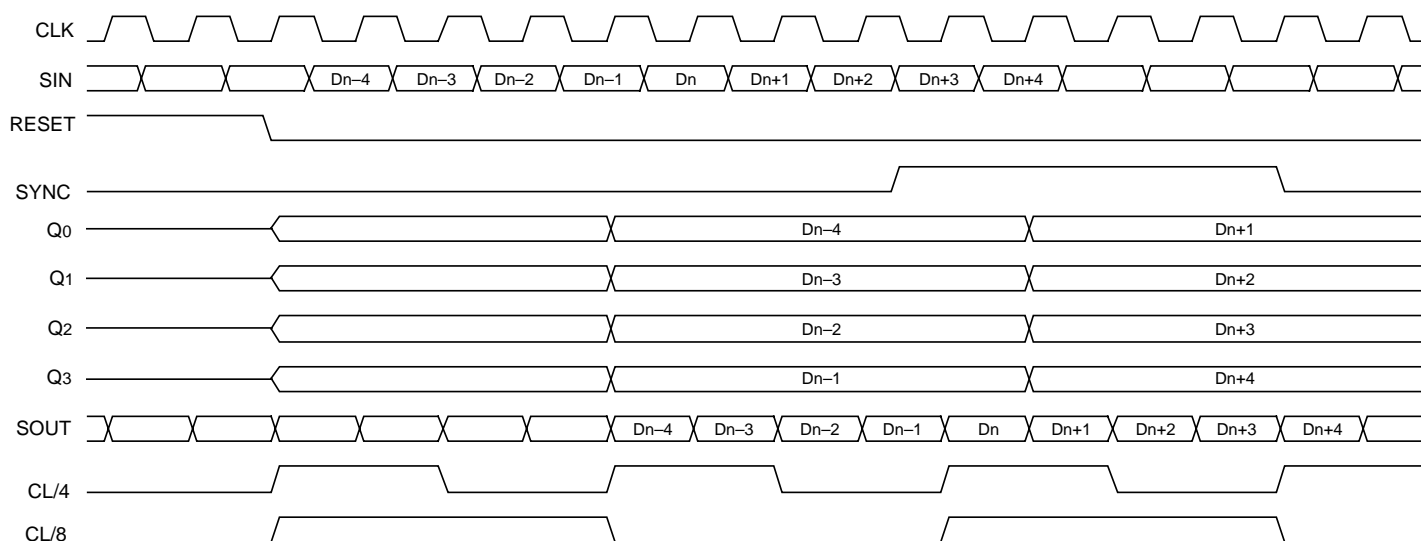 CLK
SIN Dn–4 Dn–3 Dn–2 Dn–1 Dn Dn+1 Dn+2 Dn+3 Dn+4
RESET
SYNC
Q0 Dn–4 Dn+1
Q1 Dn–3 Dn+2
Q2 Dn–2 Dn+3
Q3 Dn–1 Dn+4
SOUT Dn–4 Dn–3 Dn–2 Dn–1 Dn Dn+1 Dn+2 Dn+3 Dn+4
CL/4
CL/8